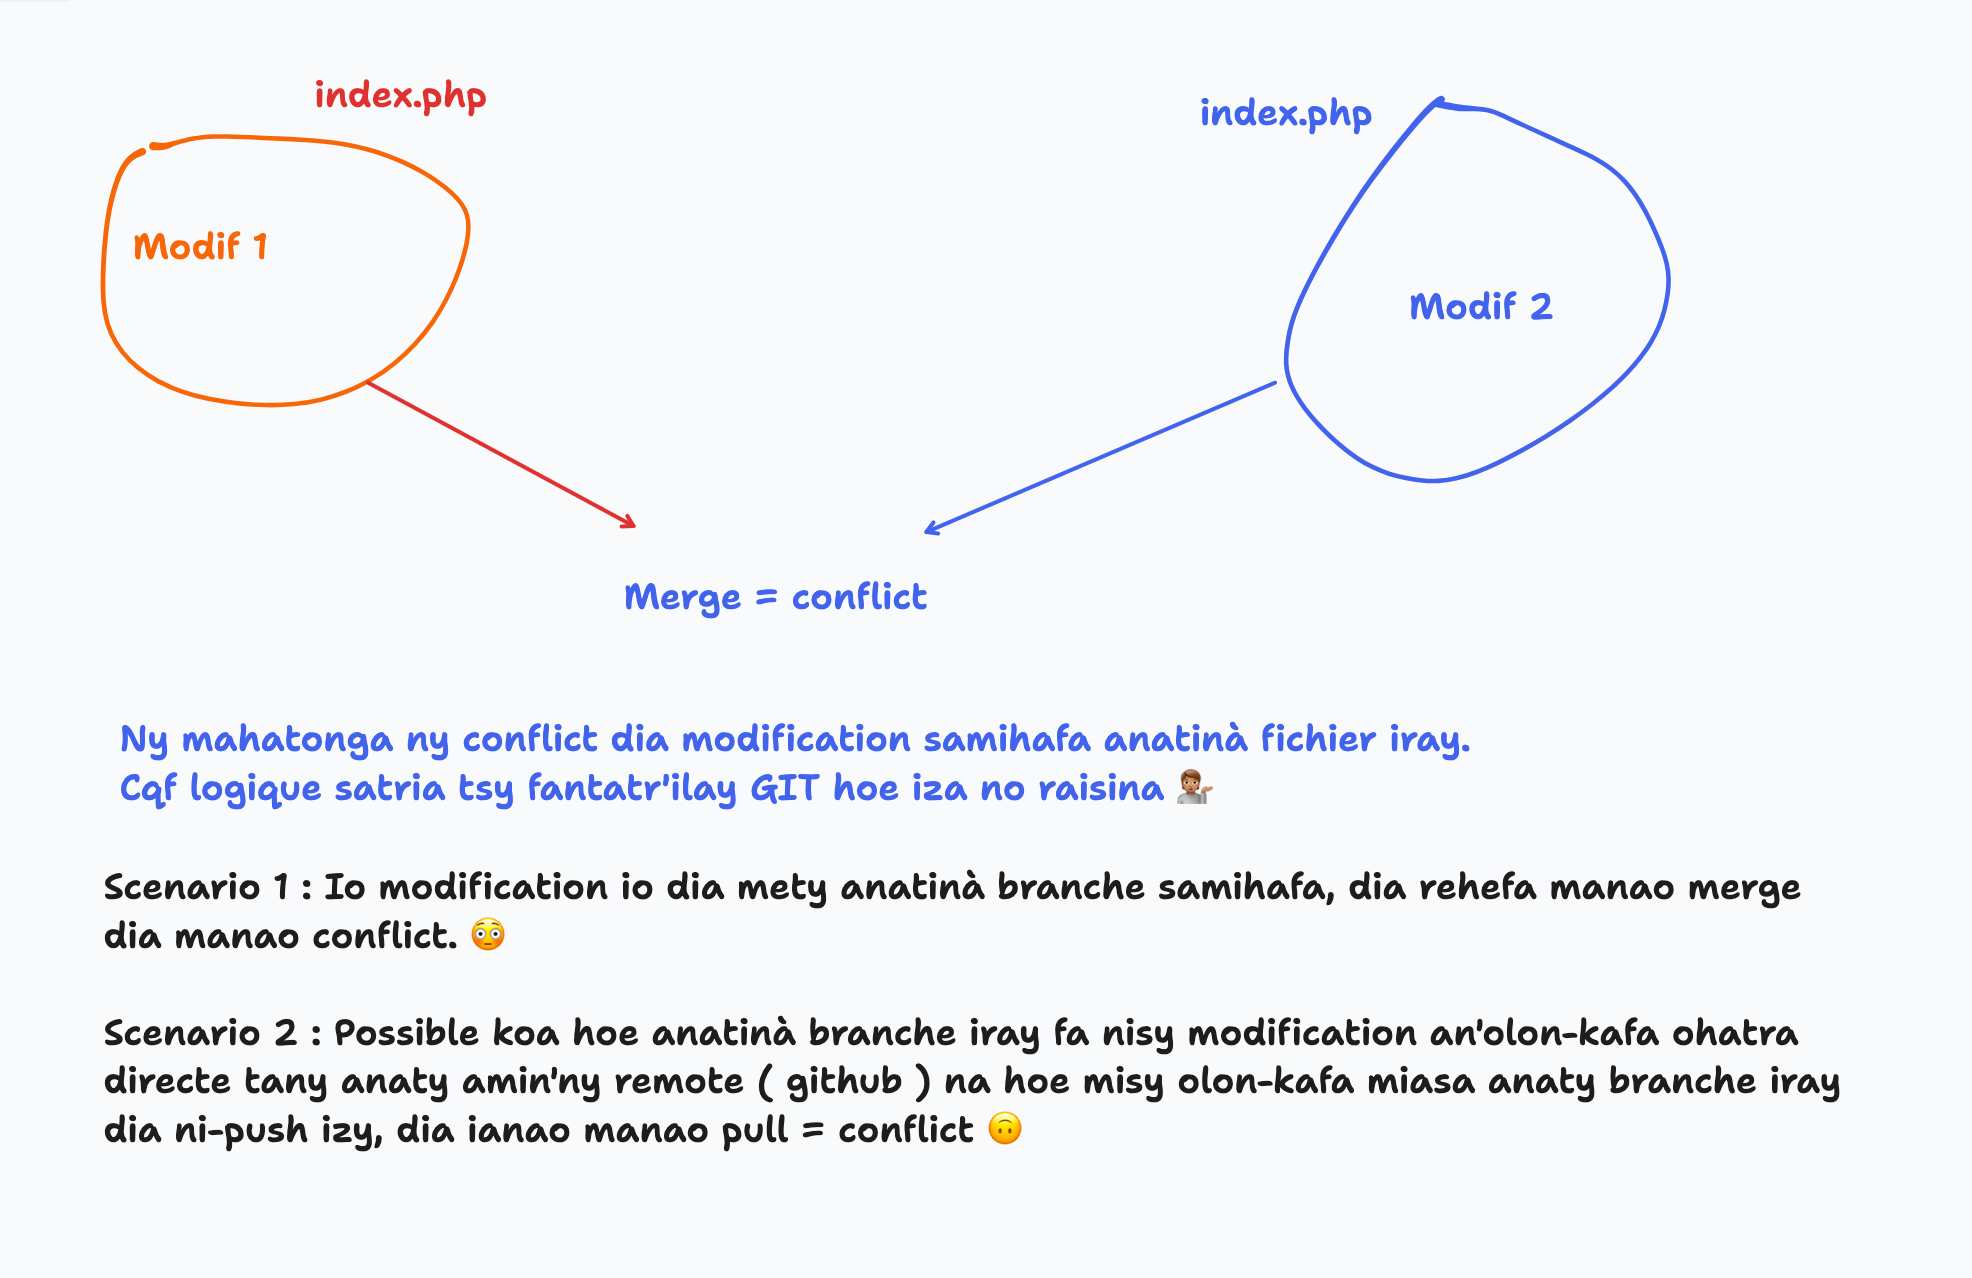 index.php
index.php
Modif 1
Modif 2
Merge = conflict
Ny mahatonga ny conflict dia modification samihafa anatinà fichier iray.
Cqf logique satria tsy fantatr'ilay GIT hoe iza no raisina 💁🏽‍♂️
Scenario 1 : Io modification io dia mety anatinà branche samihafa, dia rehefa manao merge
dia manao conflict. 😳
Scenario 2 : Possible koa hoe anatinà branche iray fa nisy modification an'olon-kafa ohatra
directe tany anaty amin'ny remote ( github ) na hoe misy olon-kafa miasa anaty branche iray
dia ni-push izy, dia ianao manao pull = conflict 🙃